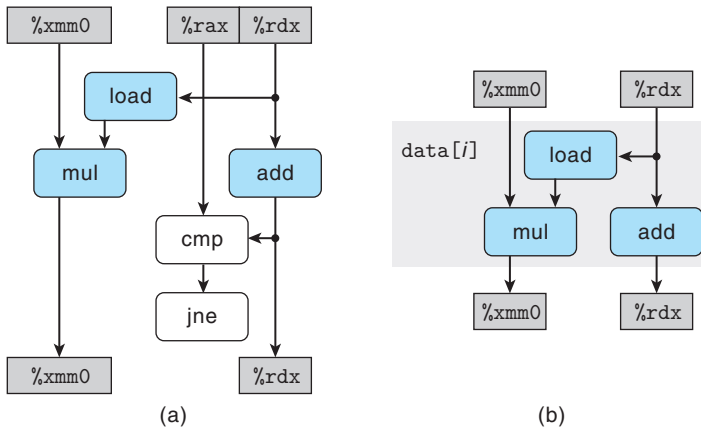 %xmm0 %rax %rdx
load
mul add
cmp
jne
%xmm0 %rdx
(a)
%xmm0 %rdx
data[i]
load
mul add
%xmm0 %rdx
(b)